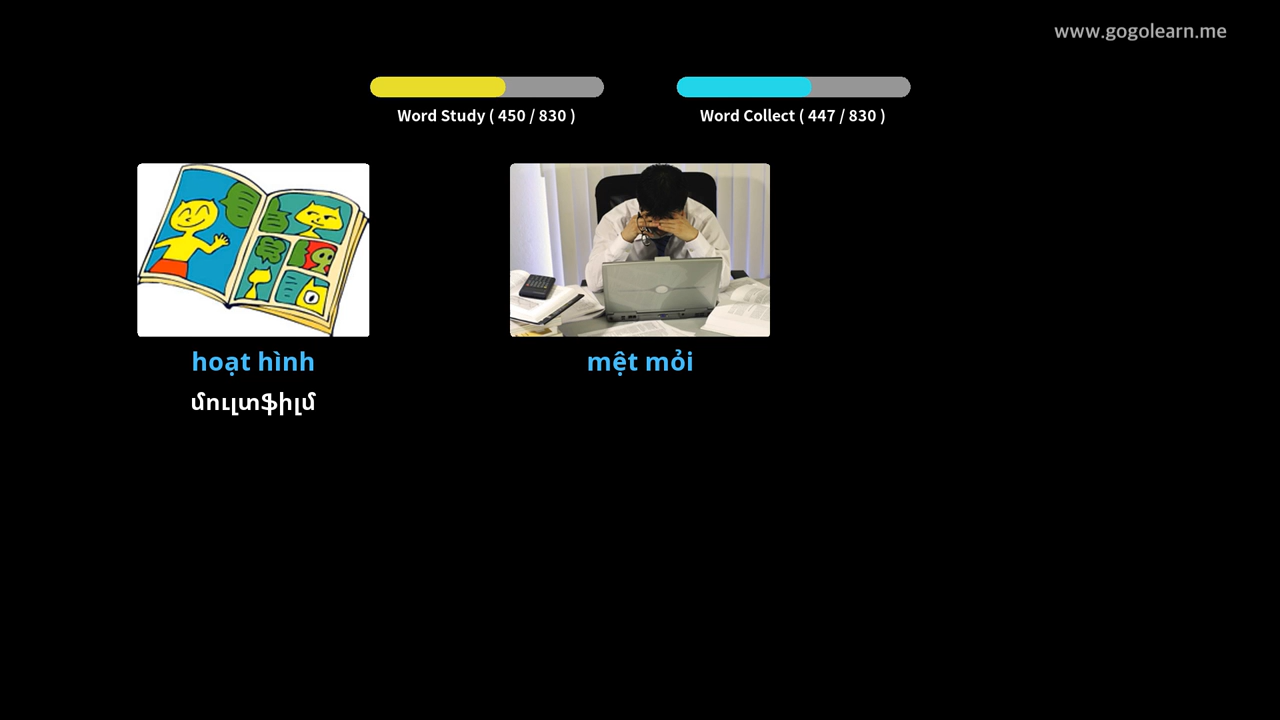 www.gogolearn.me
Word Study ( 450 / 830 )
Word Collect ( 447 / 830 )
hoạt hình
mệt mỏi
մուլտֆիլմ